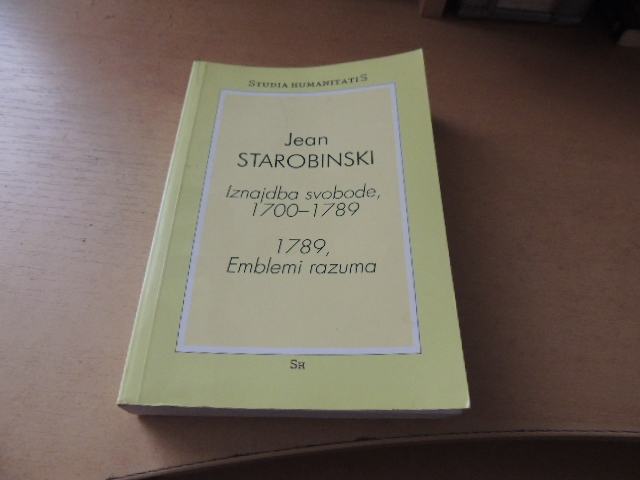 STUDIA HUMANITATIS
Jean
STAROBINSKI
Iznajdba svobode,
1700–1789
1789,
Emblemi razuma
SH